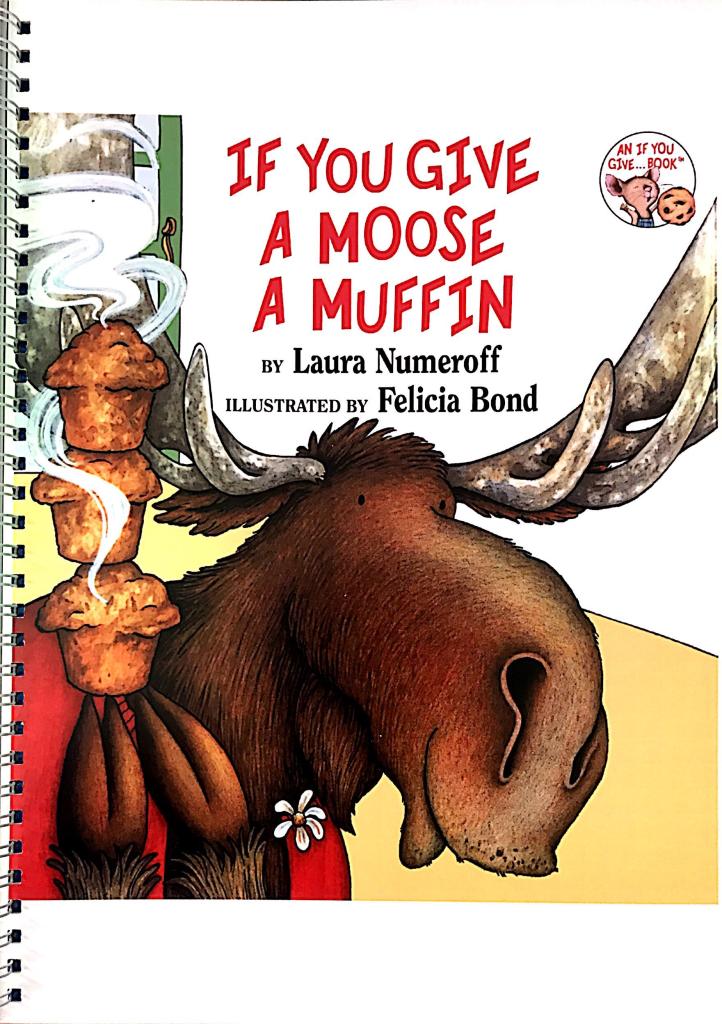 IF YOU GIVE
A MOOSE
A MUFFIN
BY Laura Numeroff
ILLUSTRATED BY Felicia Bond
AN IF YOU
GIVE...BOOK™